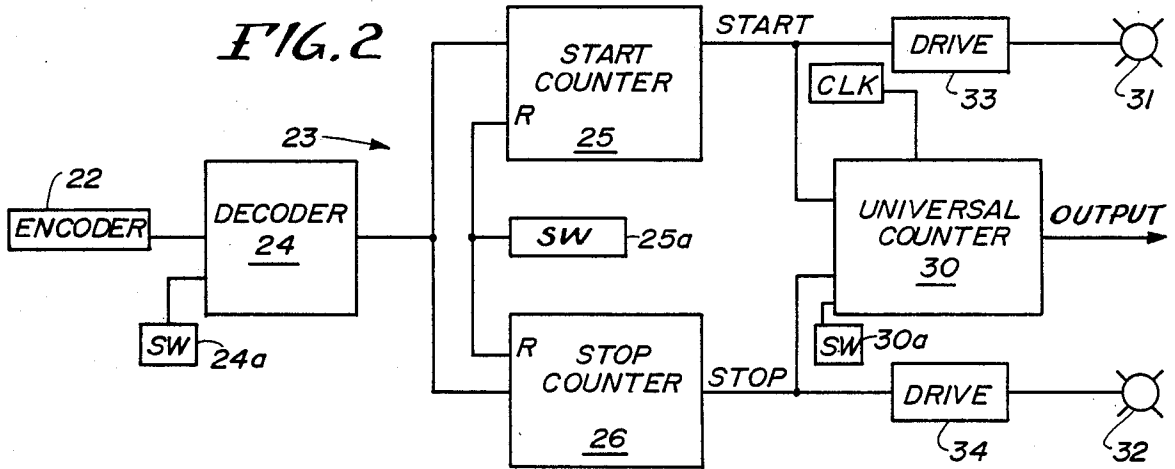 FIG. 2
START
COUNTER
R
25
START
DRIVE
33
31
CLK
23
22
ENCODER
DECODER
24
SW
24a
SW
25a
UNIVERSAL
COUNTER
30
OUTPUT
SW
30a
R
STOP
COUNTER
26
STOP
DRIVE
34
32